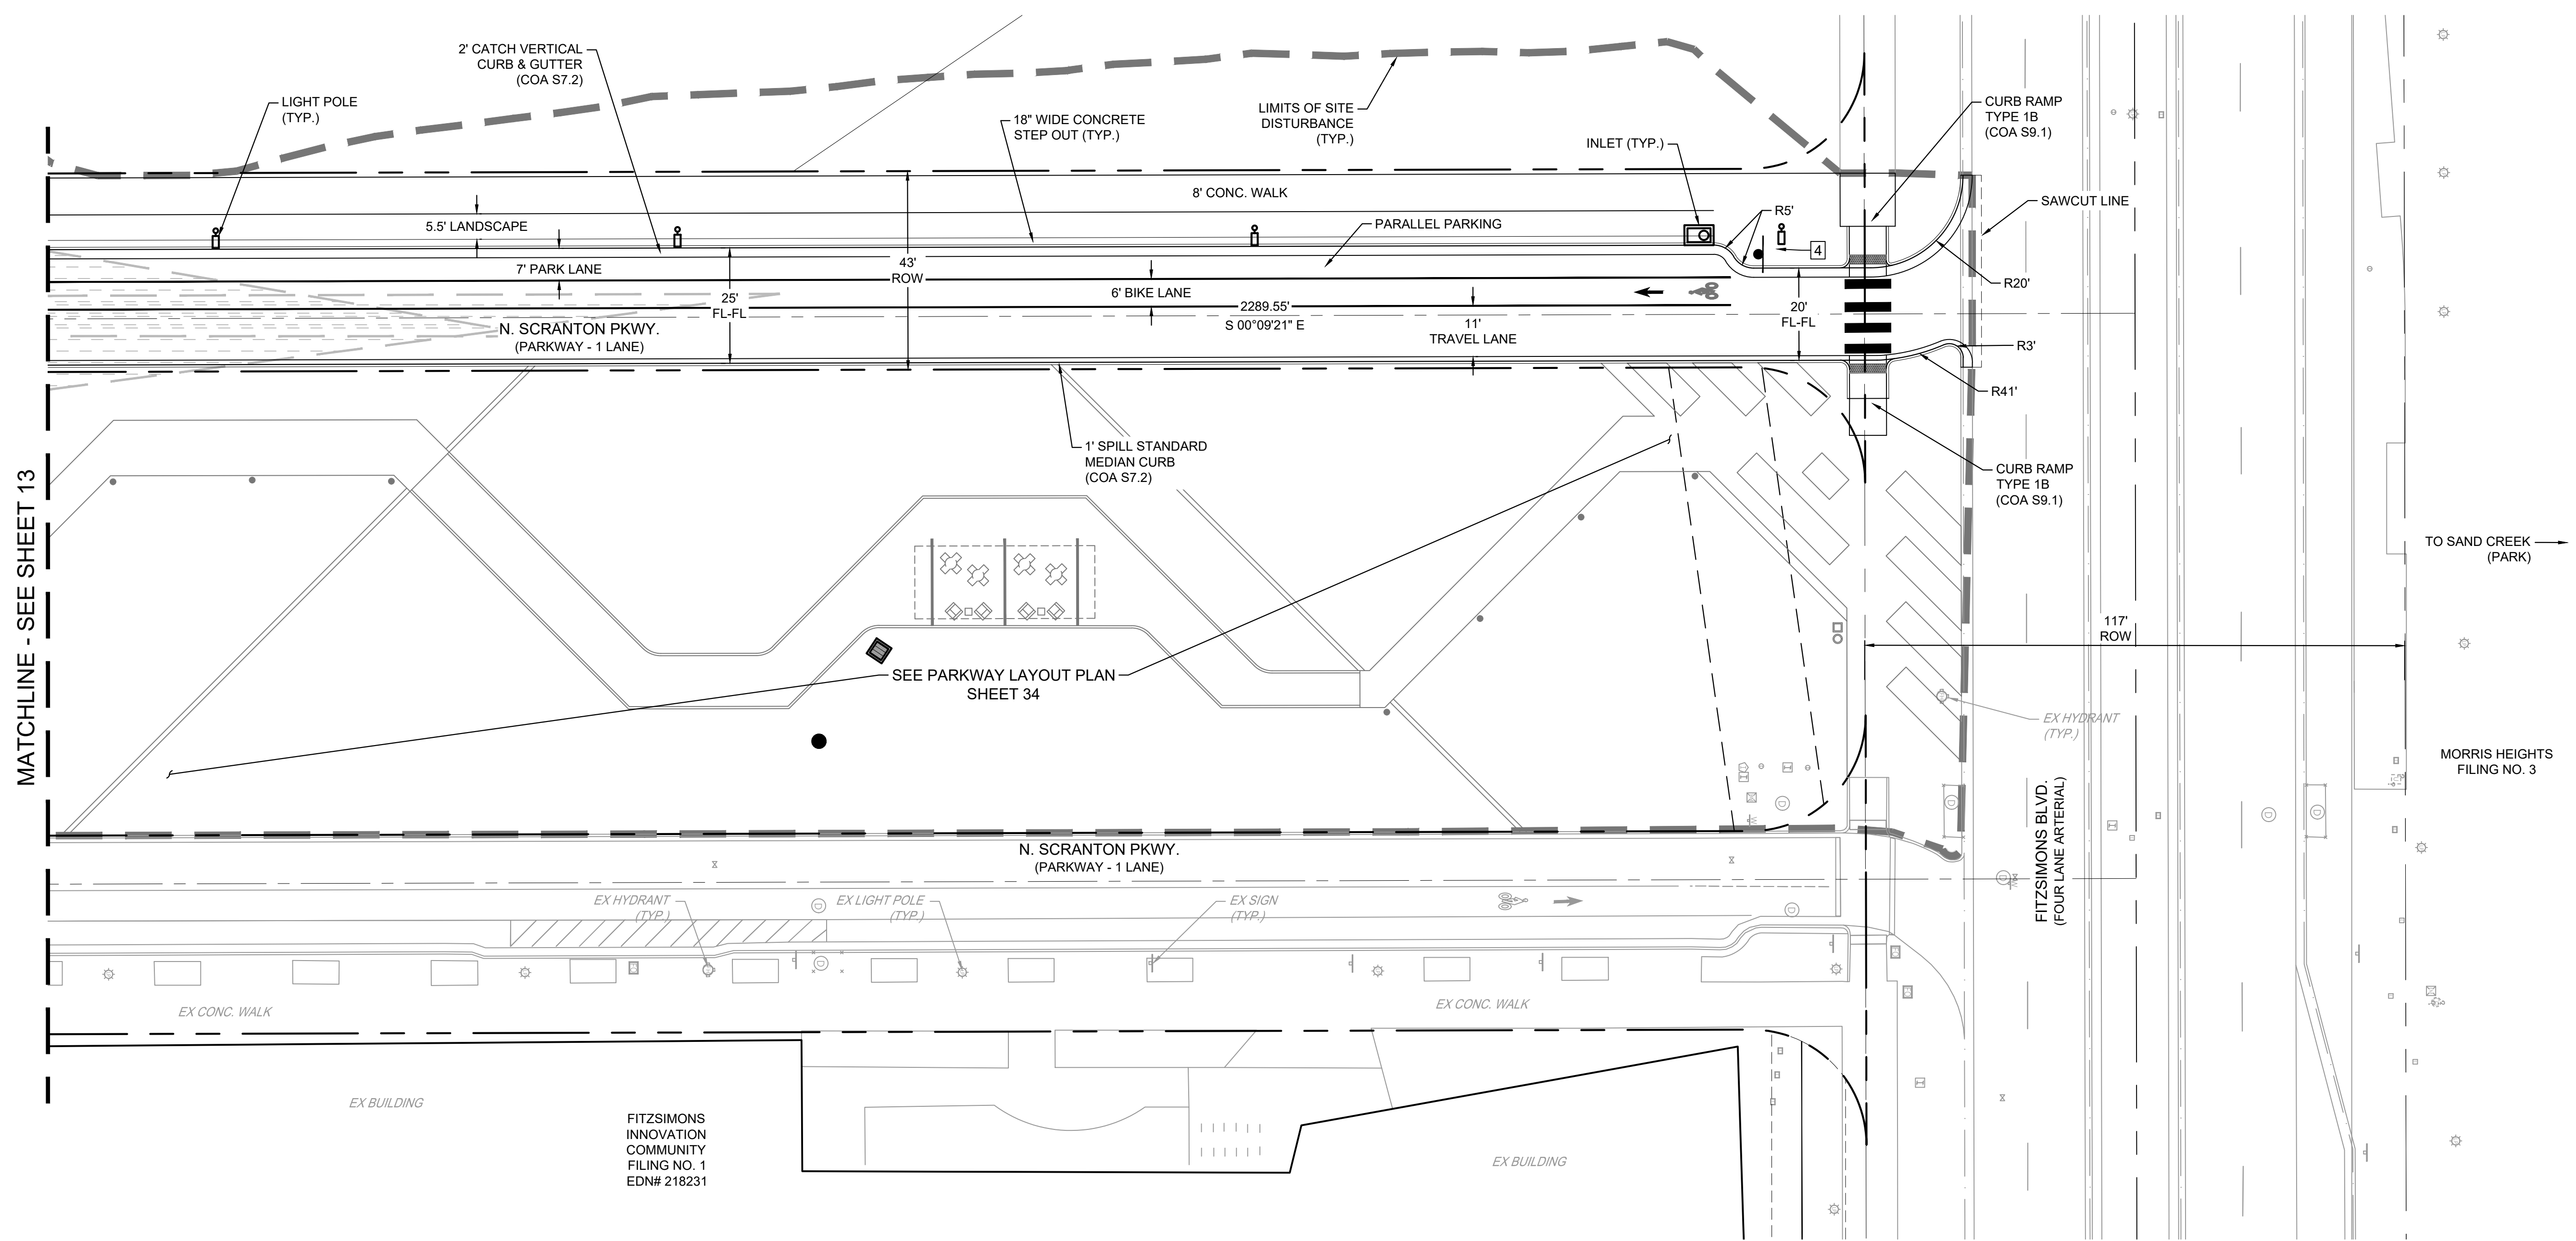 2' CATCH VERTICAL
CURB & GUTTER
(COA S7.2)
LIGHT POLE
(TYP.)
18" WIDE CONCRETE
STEP OUT (TYP.)
LIMITS OF SITE
DISTURBANCE
(TYP.)
INLET (TYP.)
CURB RAMP
TYPE 1B
(COA S9.1)
8' CONC. WALK
SAWCUT LINE
5.5' LANDSCAPE
R5'
PARALLEL PARKING
4
43'
ROW
7' PARK LANE
R20'
25'
FL-FL
6' BIKE LANE
2289.55'
S 00°09'21" E
20'
FL-FL
N. SCRANTON PKWY.
(PARKWAY - 1 LANE)
11'
TRAVEL LANE
R3'
R41'
1' SPILL STANDARD
MEDIAN CURB
(COA S7.2)
CURB RAMP
TYPE 1B
(COA S9.1)
MATCHLINE - SEE SHEET 13
TO SAND CREEK
(PARK)
117'
ROW
SEE PARKWAY LAYOUT PLAN
SHEET 34
EX HYDRANT
(TYP.)
MORRIS HEIGHTS
FILING NO. 3
FITZSIMONS BLVD.
(FOUR LANE ARTERIAL)
N. SCRANTON PKWY.
(PARKWAY - 1 LANE)
EX HYDRANT
(TYP.)
EX LIGHT POLE
(TYP.)
EX SIGN
(TYP.)
EX CONC. WALK
EX CONC. WALK
EX BUILDING
FITZSIMONS
INNOVATION
COMMUNITY
FILING NO. 1
EDN# 218231
EX BUILDING